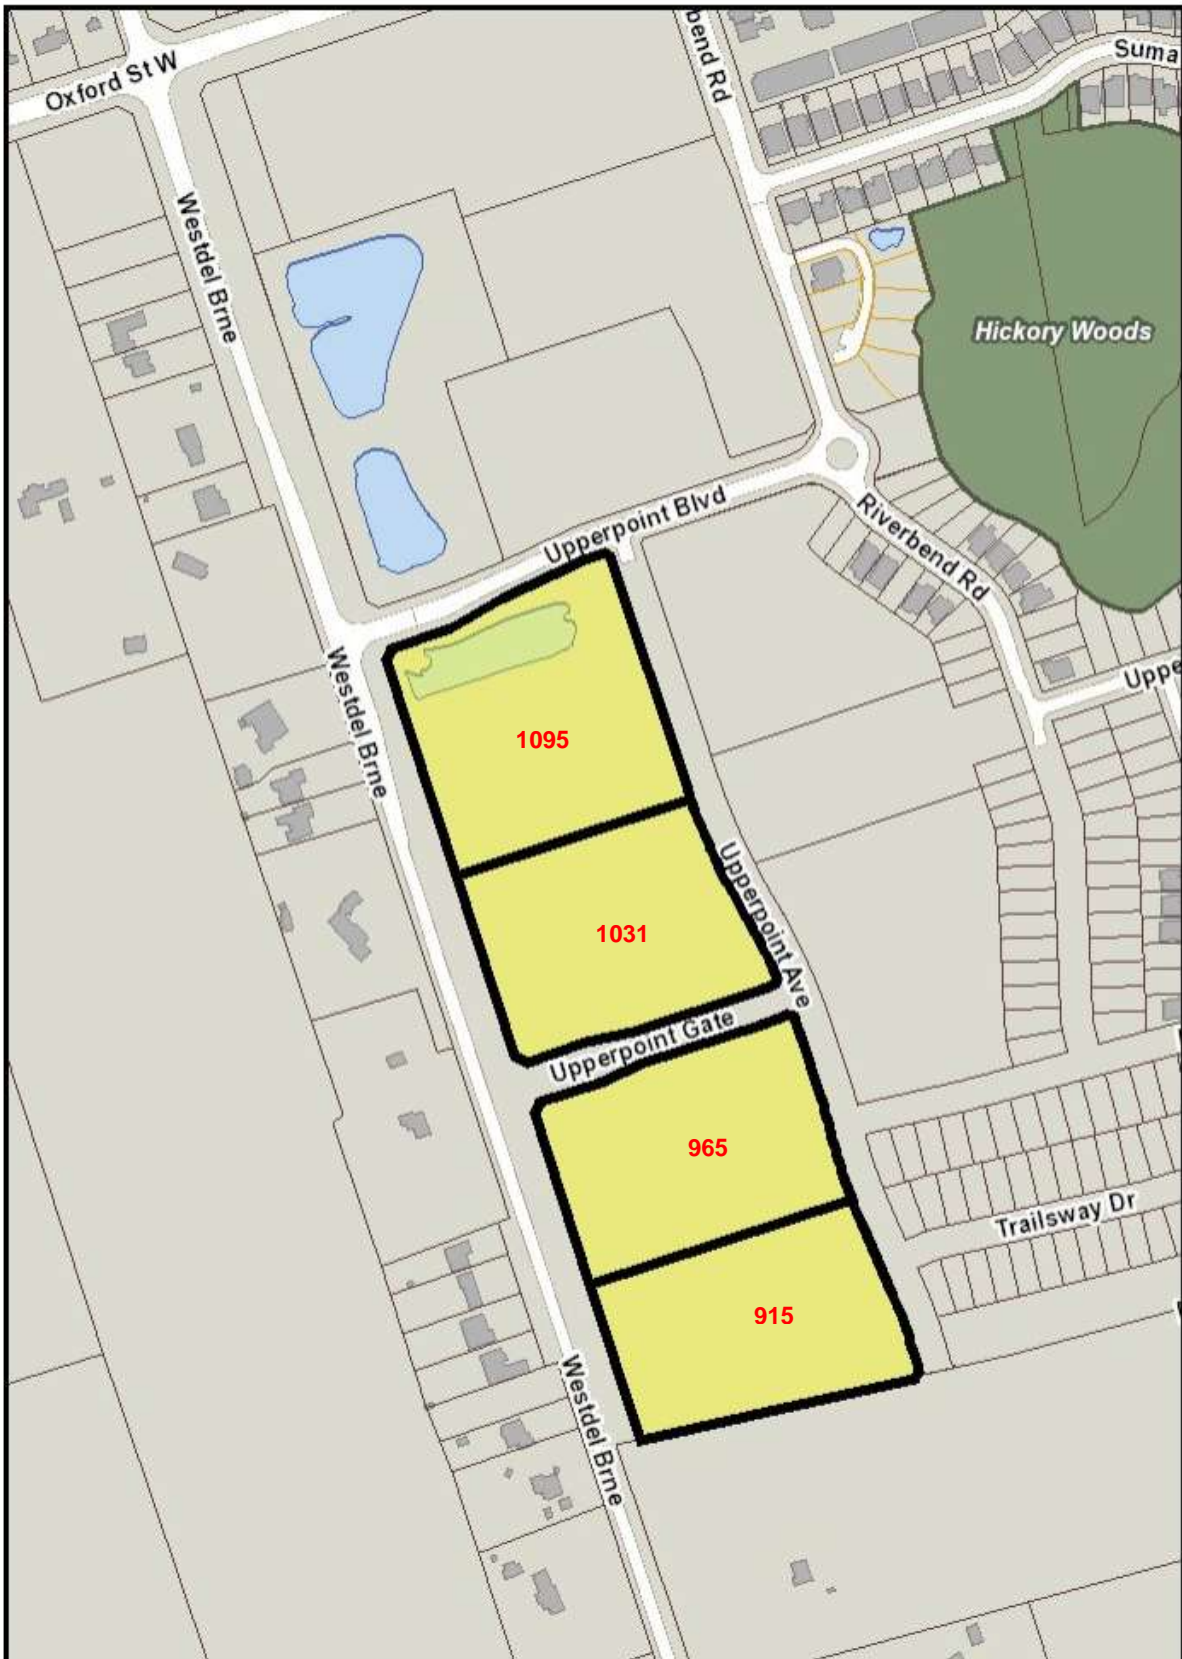 Oxford St W
bend Rd
Suma
Westdel Brne
Hickory Woods
Upperpoint Blvd
Riverbend Rd
Westdel Brne
Uppe
1095
Upperpoint Ave
1031
Upperpoint Gate
965
Trailsway Dr
915
Westdel Brne